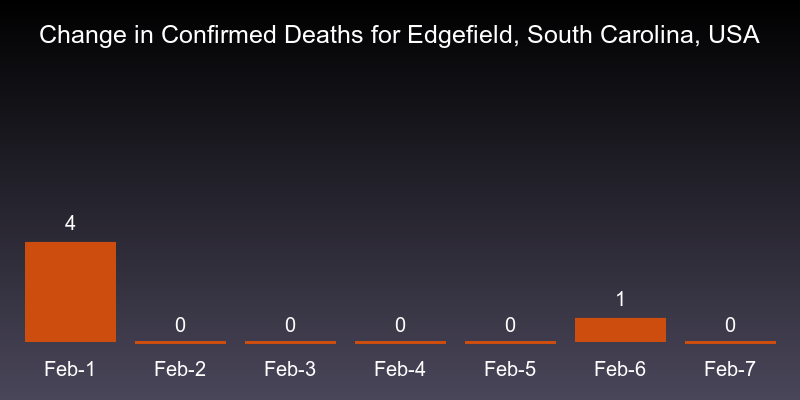 Change in Confirmed Deaths for Edgefield, South Carolina, USA
4
0
0
0
0
1
0
Feb-1
Feb-2
Feb-3
Feb-4
Feb-5
Feb-6
Feb-7